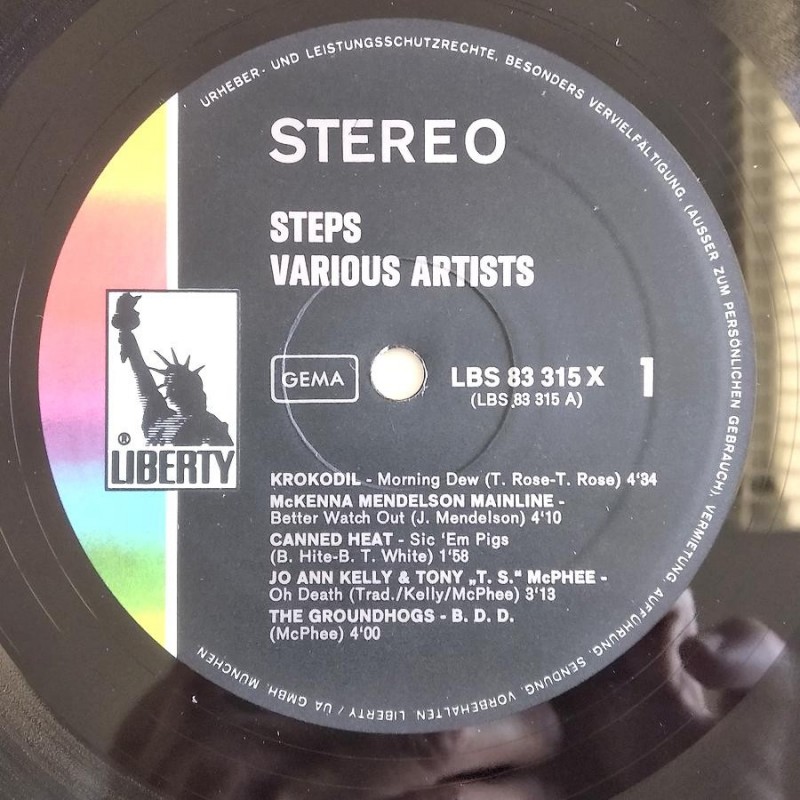 URHEBER- UND LEISTUNGSSCHUTZRECHTE, BESONDERS VERVIELFÄLTIGUNG, (AUSSER ZUM PERSÖNLICHEN GEBRAUCH), VERMIETUNG, AUFFÜHRUNG, SENDUNG, VORBEHALTEN. LIBERTY / UA GMBH, MÜNCHEN
STEREO
STEPS
VARIOUS ARTISTS
GEMA
LBS 83 315 X 1
(LBS 83 315 A)
® LIBERTY
KROKODIL - Morning Dew (T. Rose-T. Rose) 4'34
McKENNA MENDELSON MAINLINE -
Better Watch Out (J. Mendelson) 4'10
CANNED HEAT - Sic 'Em Pigs
(B. Hite-B. T. White) 1'58
JO ANN KELLY & TONY „T. S." McPHEE -
Oh Death (Trad./Kelly/McPhee) 3'13
THE GROUNDHOGS - B. D. D.
(McPhee) 4'00